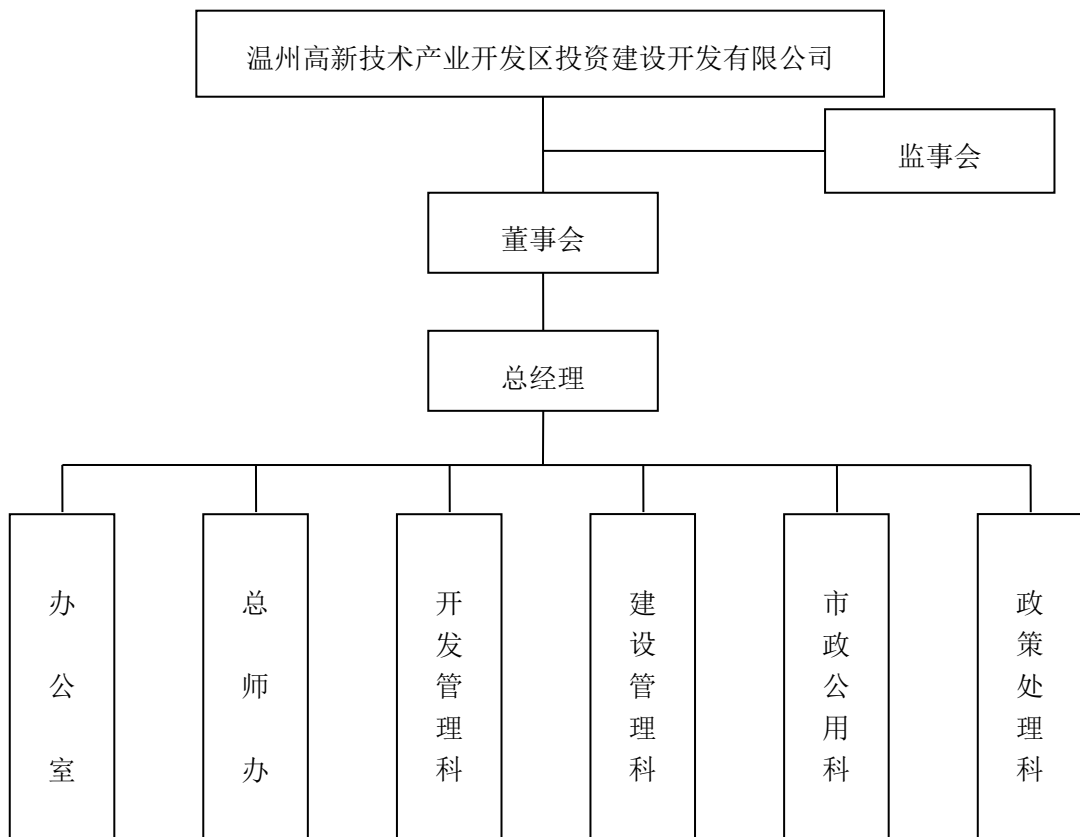 温州高新技术产业开发区投资建设开发有限公司
监事会
董事会
总经理
办公室
总师办
开发管理科
建设管理科
市政公用科
政策处理科